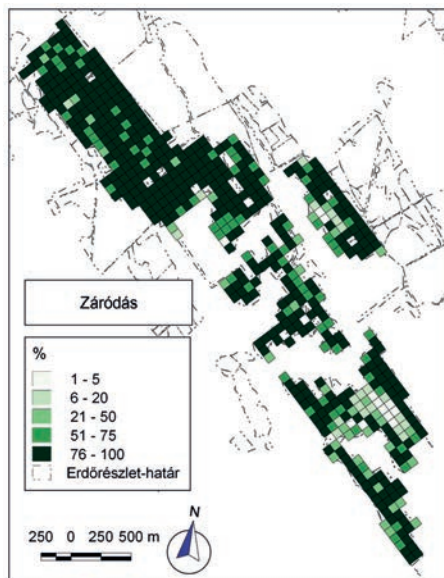 Záródás
%
1 - 5
6 - 20
21 - 50
51 - 75
76 - 100
Erdőrészlet-határ
250 0 250 500 m
N